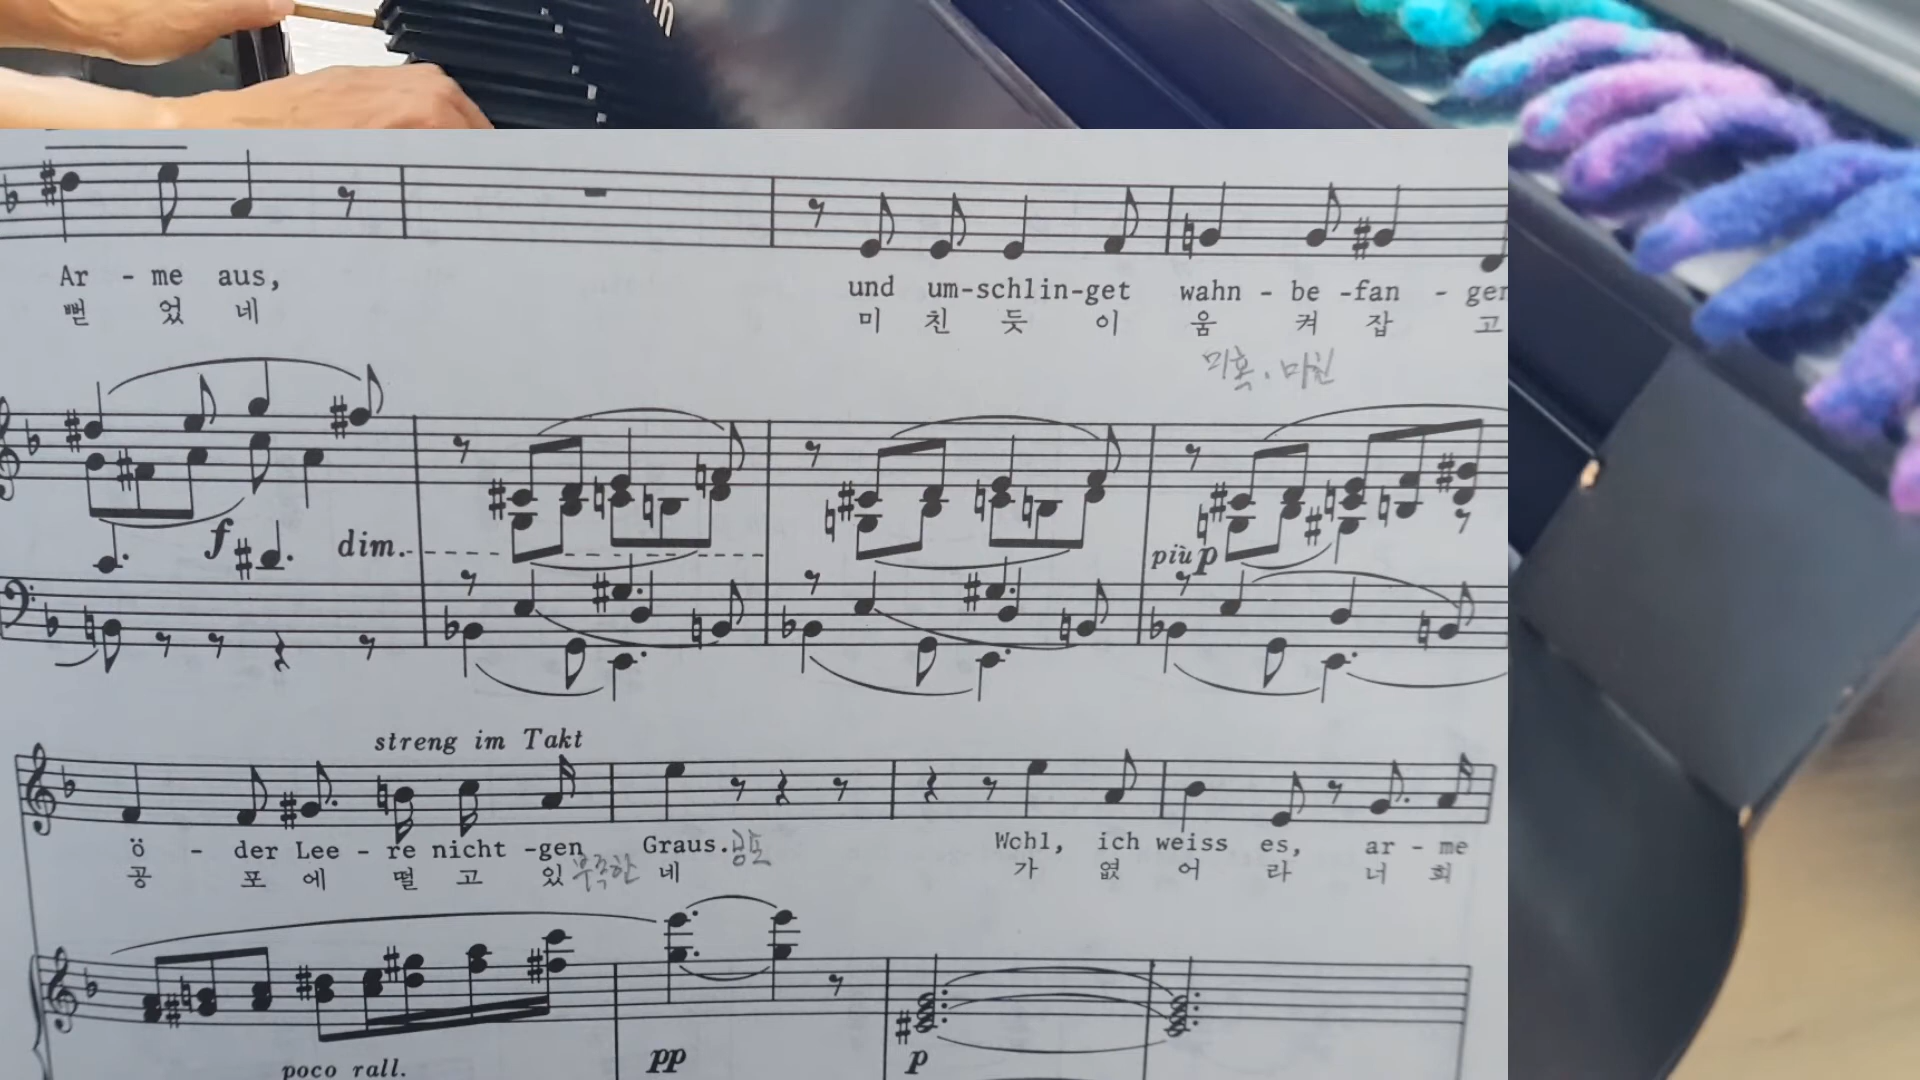 Ar - me aus, und um-schlin-get wahn - be -fan - gen
뻗 었 네 미 친 듯 이 움 켜 잡 고
미혹. 미친
f dim. più p
streng im Takt
ö - der Lee - re nicht -gen Graus. Wohl, ich weiss es, ar - me
공 포 에 떨 고 있 네 가 엾 어 라 너 희
부족한
poco rall. pp p